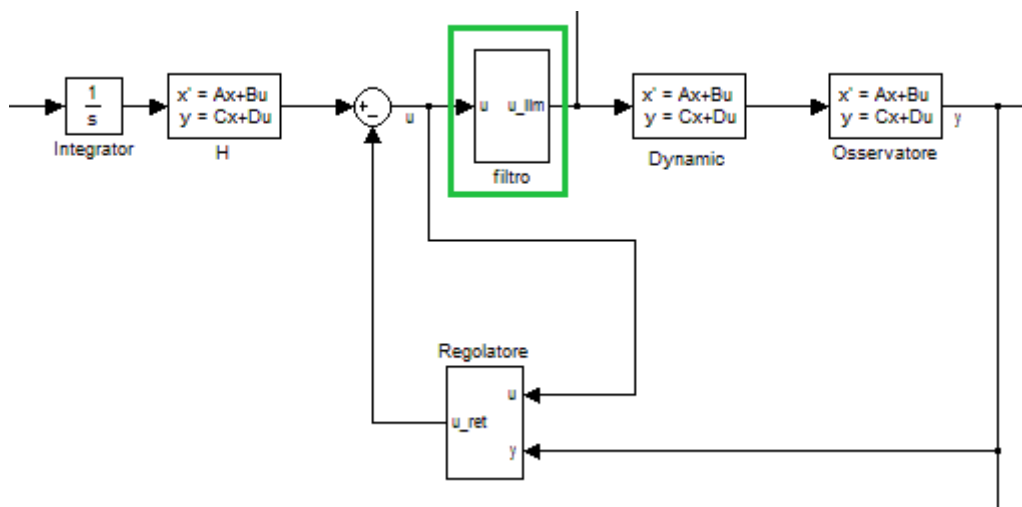 1
s
Integrator
x' = Ax+Bu
y = Cx+Du
H
+
−
u
u u_lim
filtro
x' = Ax+Bu
y = Cx+Du
Dynamic
x' = Ax+Bu
y = Cx+Du
Osservatore
y
Regolatore
u
u_ret
y